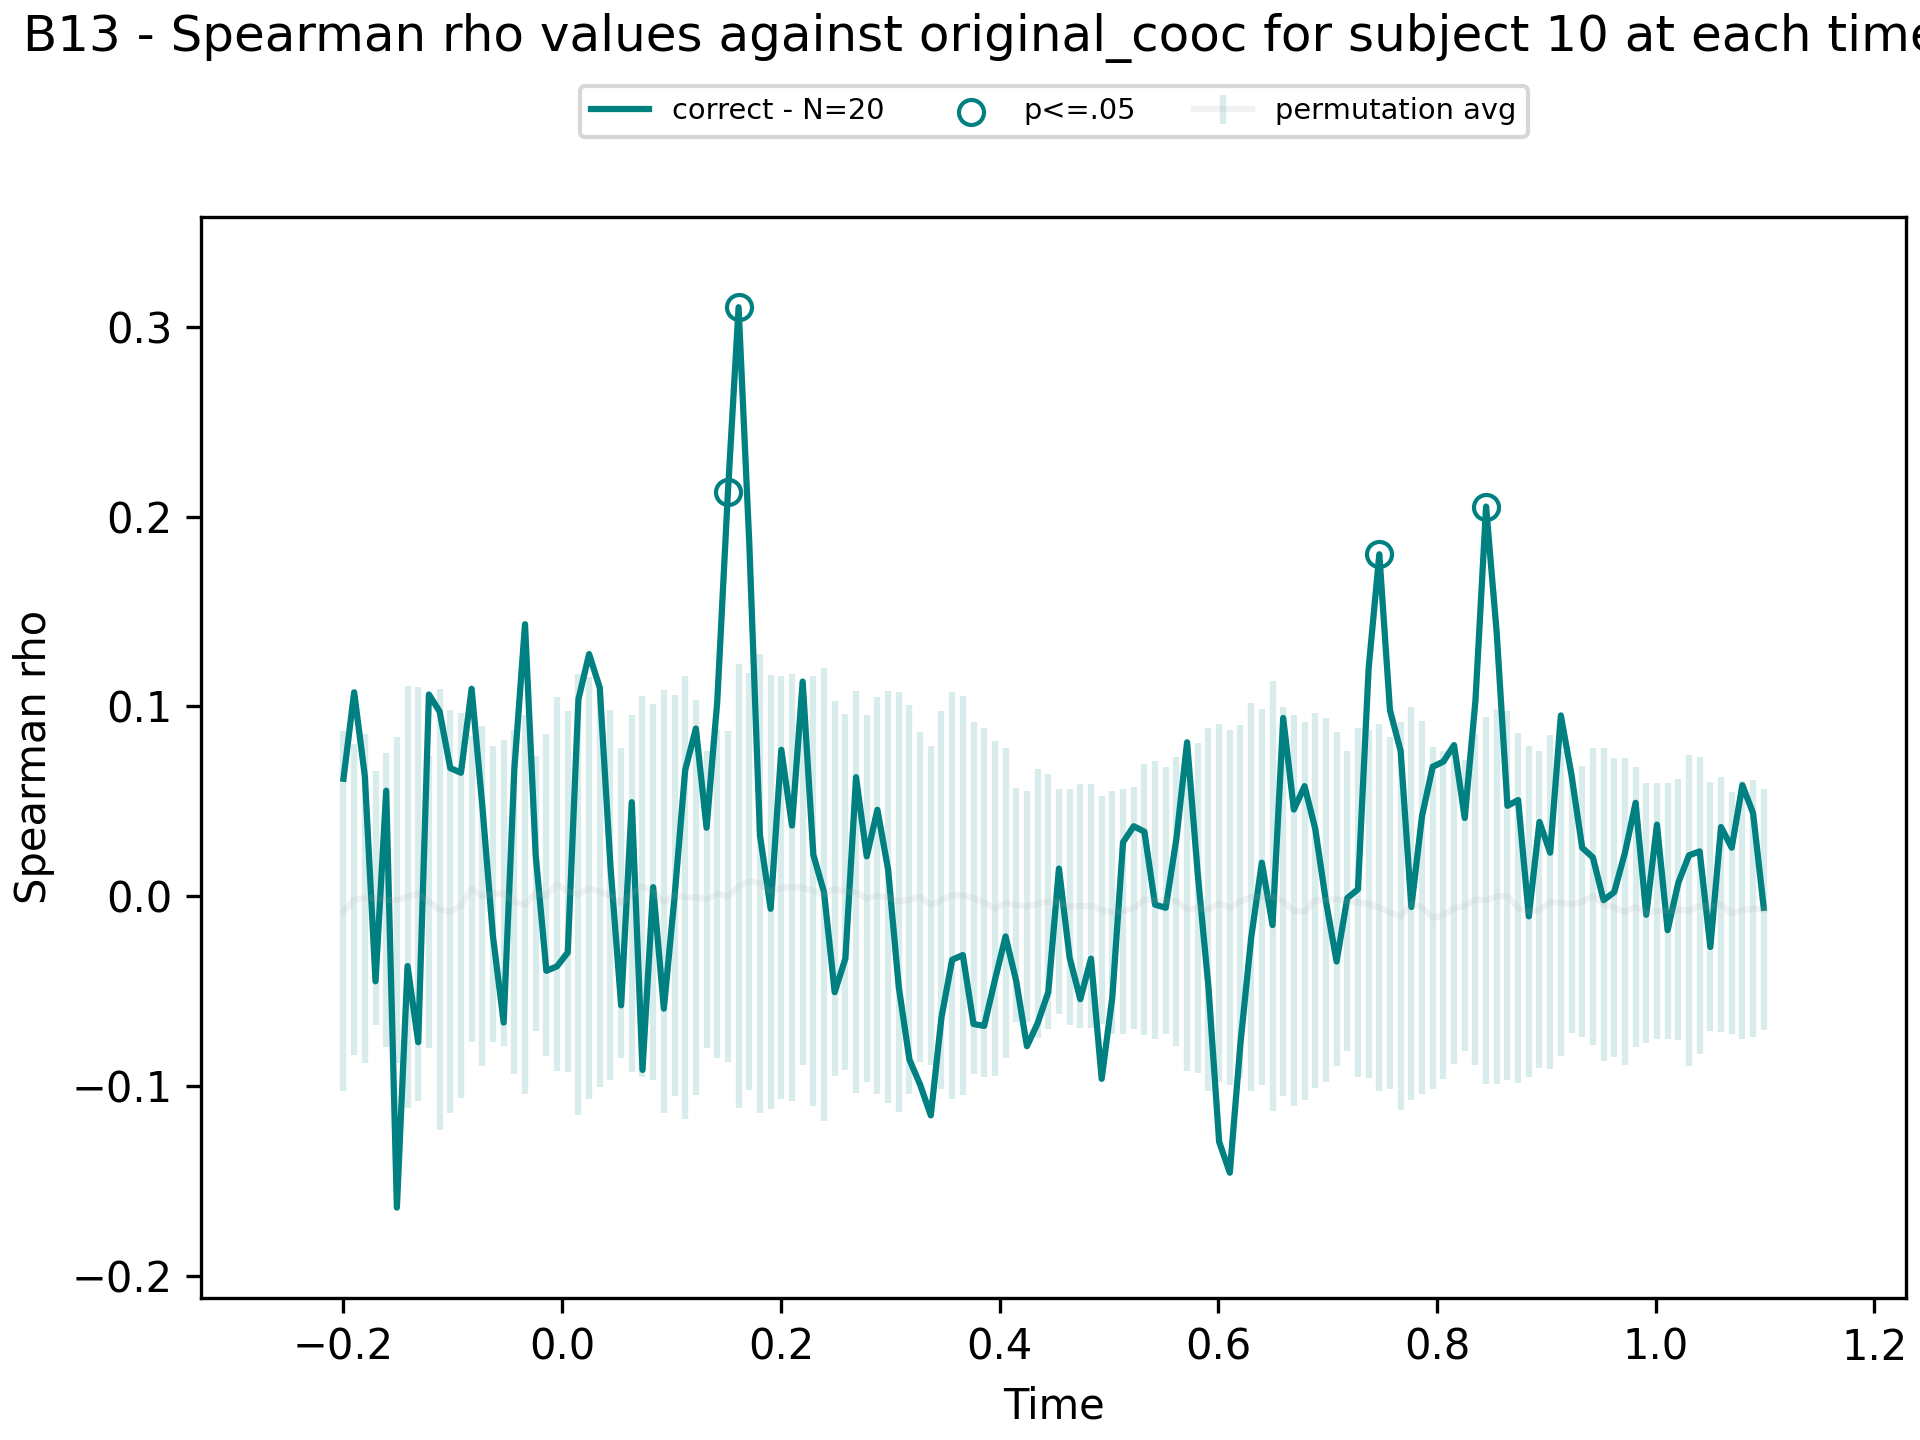 B13 - Spearman rho values against original_cooc for subject 10 at each time
correct - N=20 p<=.05 permutation avg
0.3
0.2
0.1
0.0
−0.1
−0.2
Spearman rho
−0.2 0.0 0.2 0.4 0.6 0.8 1.0 1.2
Time